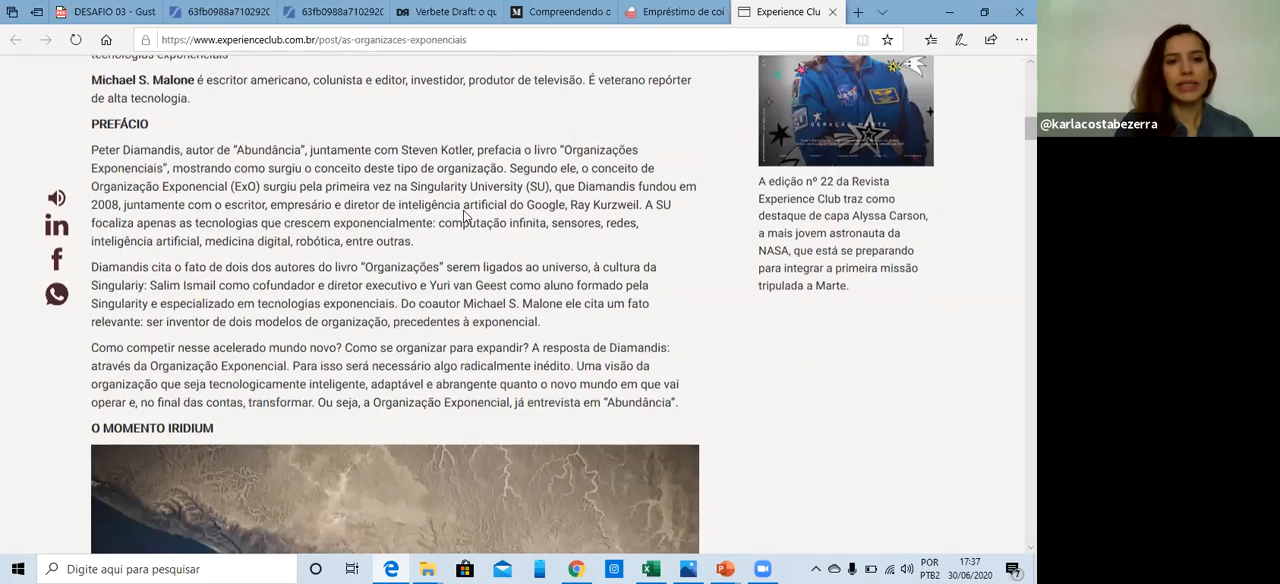 DESAFIO 03 - Gust
63fb0988a7102920
63fb0988a7102920
Verbete Draft: o qu
Compreendendo o
Empréstimo de coi
Experience Clu
https://www.experienceclub.com.br/post/as-organizaces-exponenciais
@karlacostabezerra
tecnologias exponenciais
Michael S. Malone é escritor americano, colunista e editor, investidor, produtor de televisão. É veterano repórter
de alta tecnologia.
PREFÁCIO
Peter Diamandis, autor de “Abundância”, juntamente com Steven Kotler, prefacia o livro “Organizações
Exponenciais”, mostrando como surgiu o conceito deste tipo de organização. Segundo ele, o conceito de
Organização Exponencial (ExO) surgiu pela primeira vez na Singularity University (SU), que Diamandis fundou em
2008, juntamente com o escritor, empresário e diretor de inteligência artificial do Google, Ray Kurzweil. A SU
focaliza apenas as tecnologias que crescem exponencialmente: computação infinita, sensores, redes,
inteligência artificial, medicina digital, robótica, entre outras.
Diamandis cita o fato de dois dos autores do livro “Organizações” serem ligados ao universo, à cultura da
Singulariy: Salim Ismail como cofundador e diretor executivo e Yuri van Geest como aluno formado pela
Singularity e especializado em tecnologias exponenciais. Do coautor Michael S. Malone ele cita um fato
relevante: ser inventor de dois modelos de organização, precedentes à exponencial.
Como competir nesse acelerado mundo novo? Como se organizar para expandir? A resposta de Diamandis:
através da Organização Exponencial. Para isso será necessário algo radicalmente inédito. Uma visão da
organização que seja tecnologicamente inteligente, adaptável e abrangente quanto o novo mundo em que vai
operar e, no final das contas, transformar. Ou seja, a Organização Exponencial, já entrevista em “Abundância”.
O MOMENTO IRIDIUM
GERAÇÃO MARTE
A edição nº 22 da Revista
Experience Club traz como
destaque de capa Alyssa Carson,
a mais jovem astronauta da
NASA, que está se preparando
para integrar a primeira missão
tripulada a Marte.
Digite aqui para pesquisar
POR
PTB2
17:37
30/06/2020